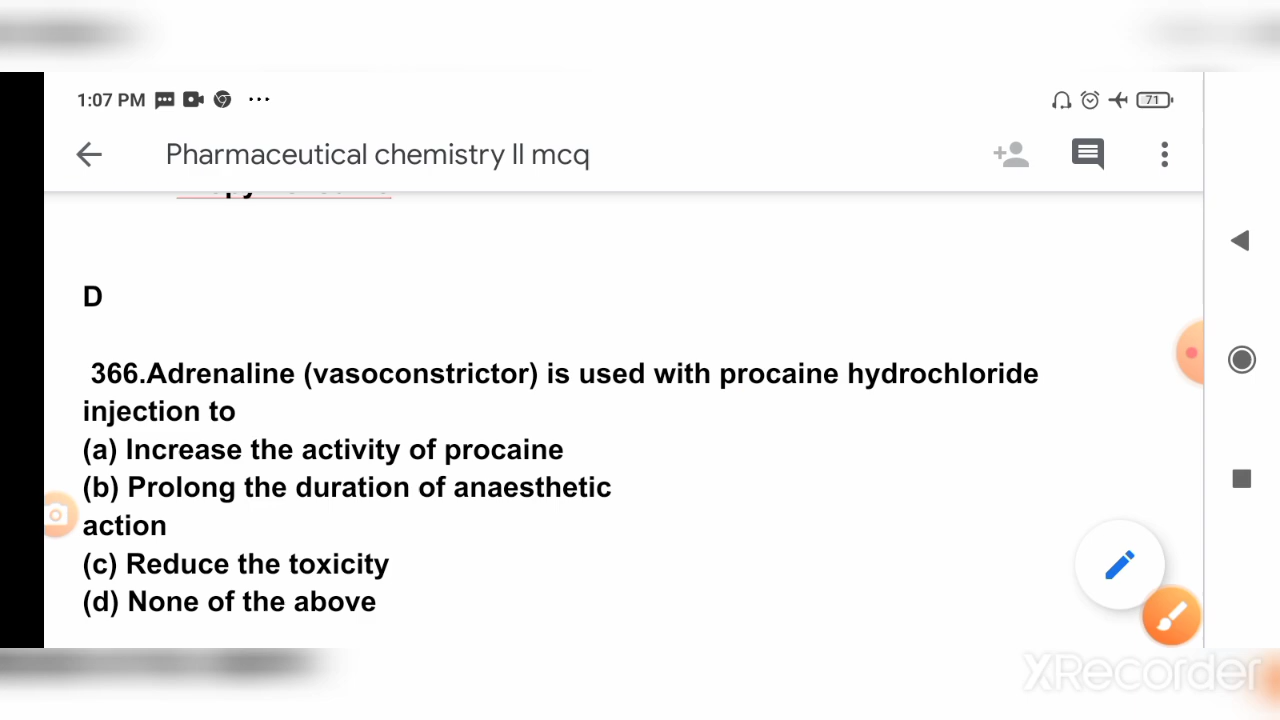 1:07 PM
71
Pharmaceutical chemistry II mcq
D
366.Adrenaline (vasoconstrictor) is used with procaine hydrochloride
injection to
(a) Increase the activity of procaine
(b) Prolong the duration of anaesthetic
action
(c) Reduce the toxicity
(d) None of the above
XRecorder